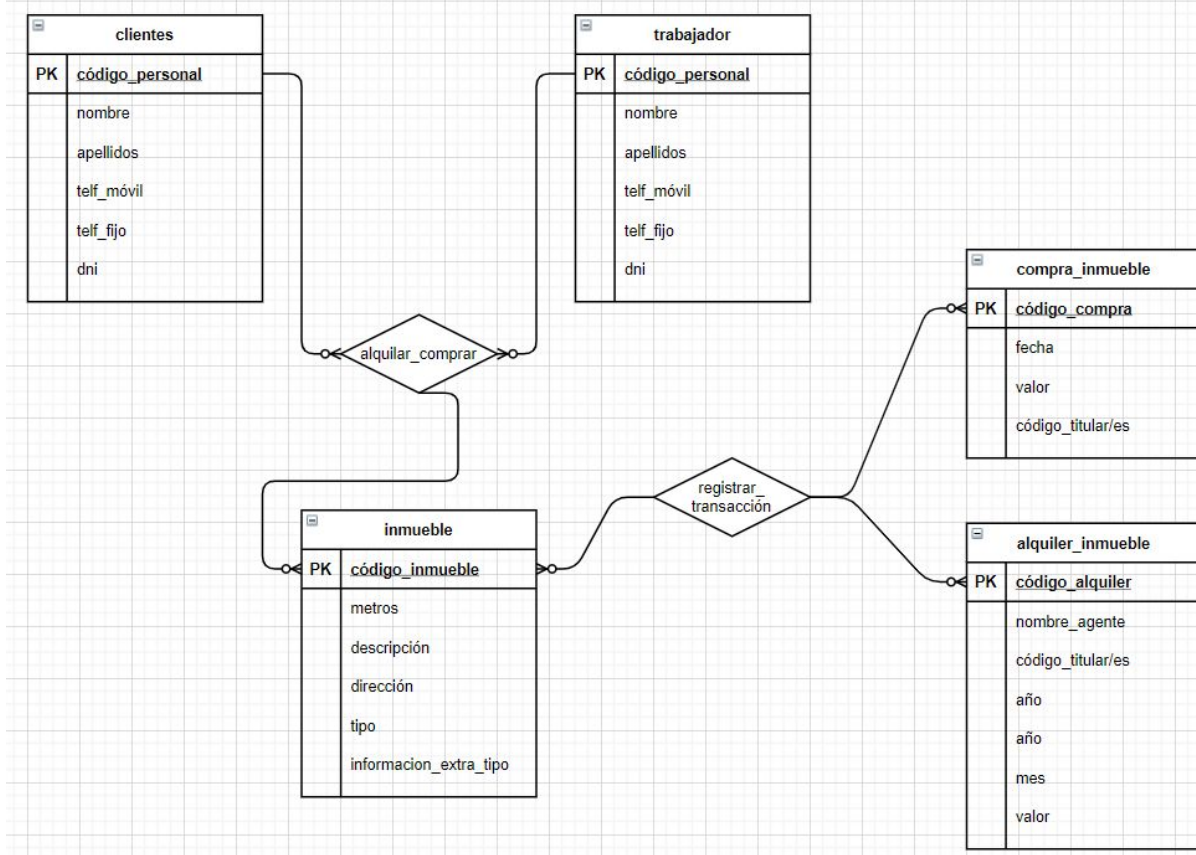 clientes
PK código_personal
nombre
apellidos
telf_móvil
telf_fijo
dni
trabajador
PK código_personal
nombre
apellidos
telf_móvil
telf_fijo
dni
alquilar_comprar
inmueble
PK código_inmueble
metros
descripción
dirección
tipo
informacion_extra_tipo
registrar_
transacción
compra_inmueble
PK código_compra
fecha
valor
código_titular/es
alquiler_inmueble
PK código_alquiler
nombre_agente
código_titular/es
año
año
mes
valor